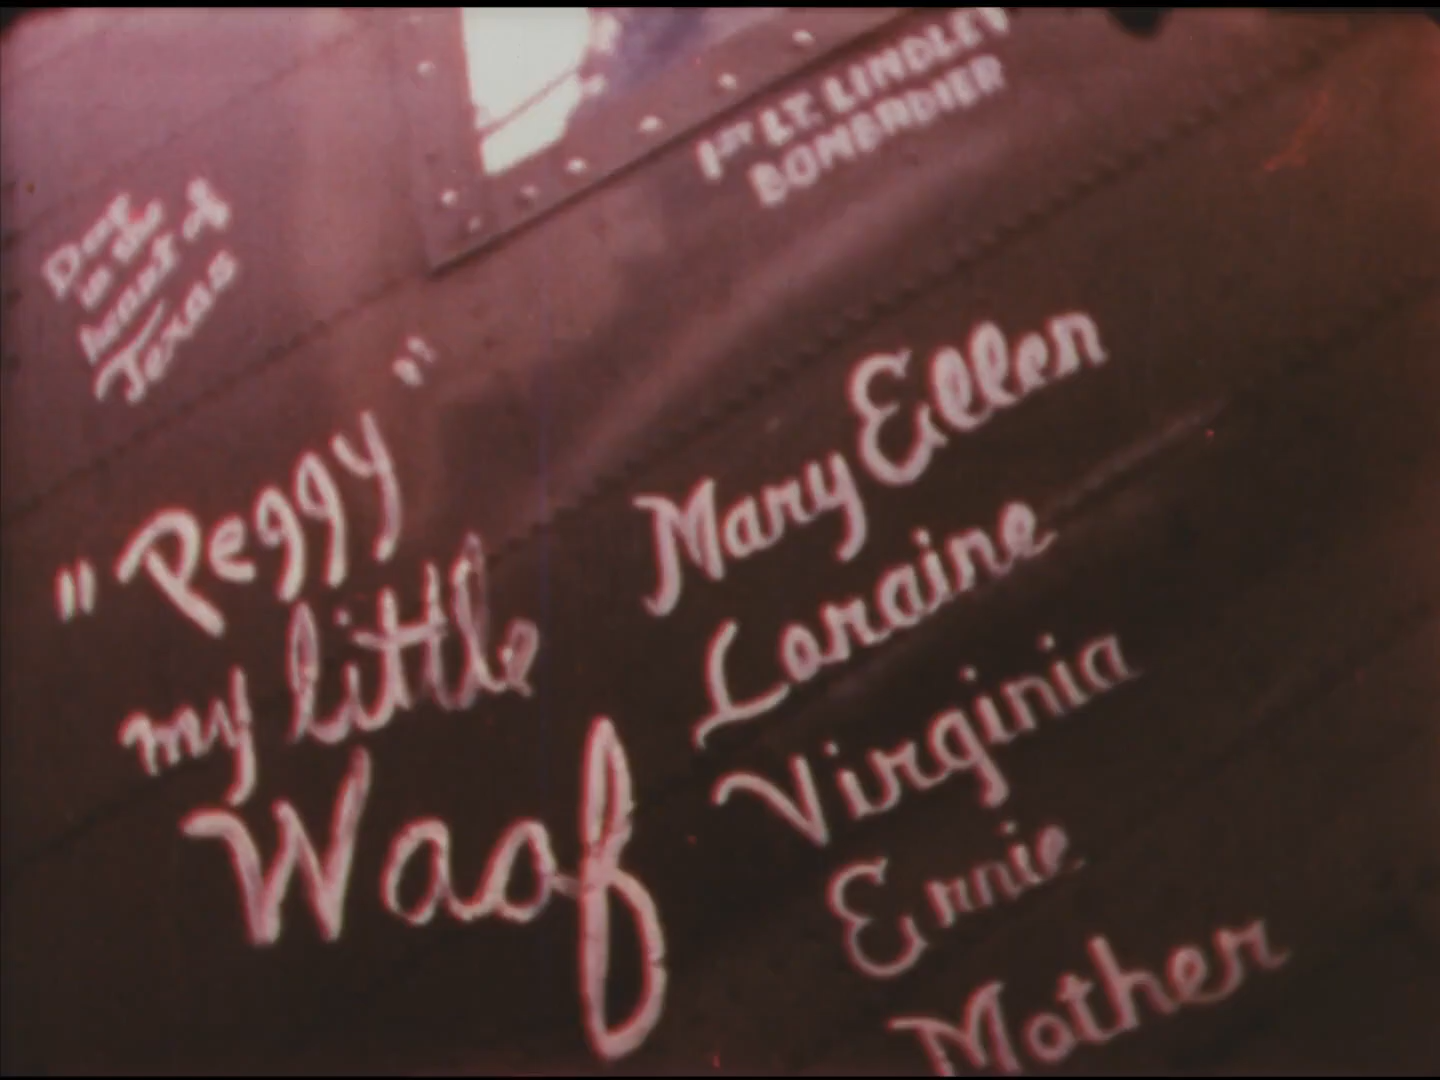 1ST LT. LINDLEY
BOMBARDIER
Deep
in the
heart of
Texas
"Peggy"
my little
Waaf
Mary Ellen
Loraine
Virginia
Ernie
Mother